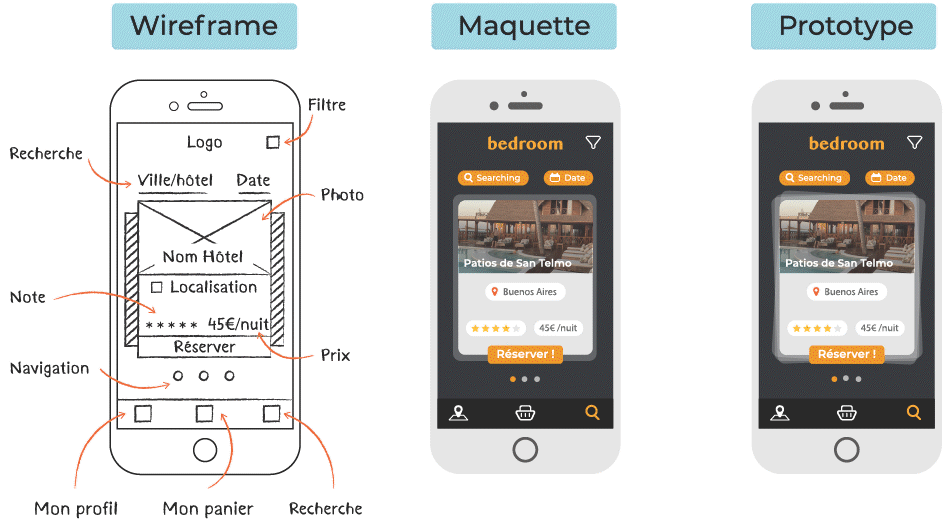 Wireframe
Maquette
Prototype
Filtre
Recherche
Logo
Ville/hôtel
Date
Photo
Nom Hôtel
Localisation
Note
***** 45€/nuit
Réserver
Prix
Navigation
Mon profil
Mon panier
Recherche
bedroom
Searching
Date
Patios de San Telmo
Buenos Aires
45€ /nuit
Réserver !
bedroom
Searching
Date
Patios de San Telmo
Buenos Aires
45€ /nuit
Réserver !